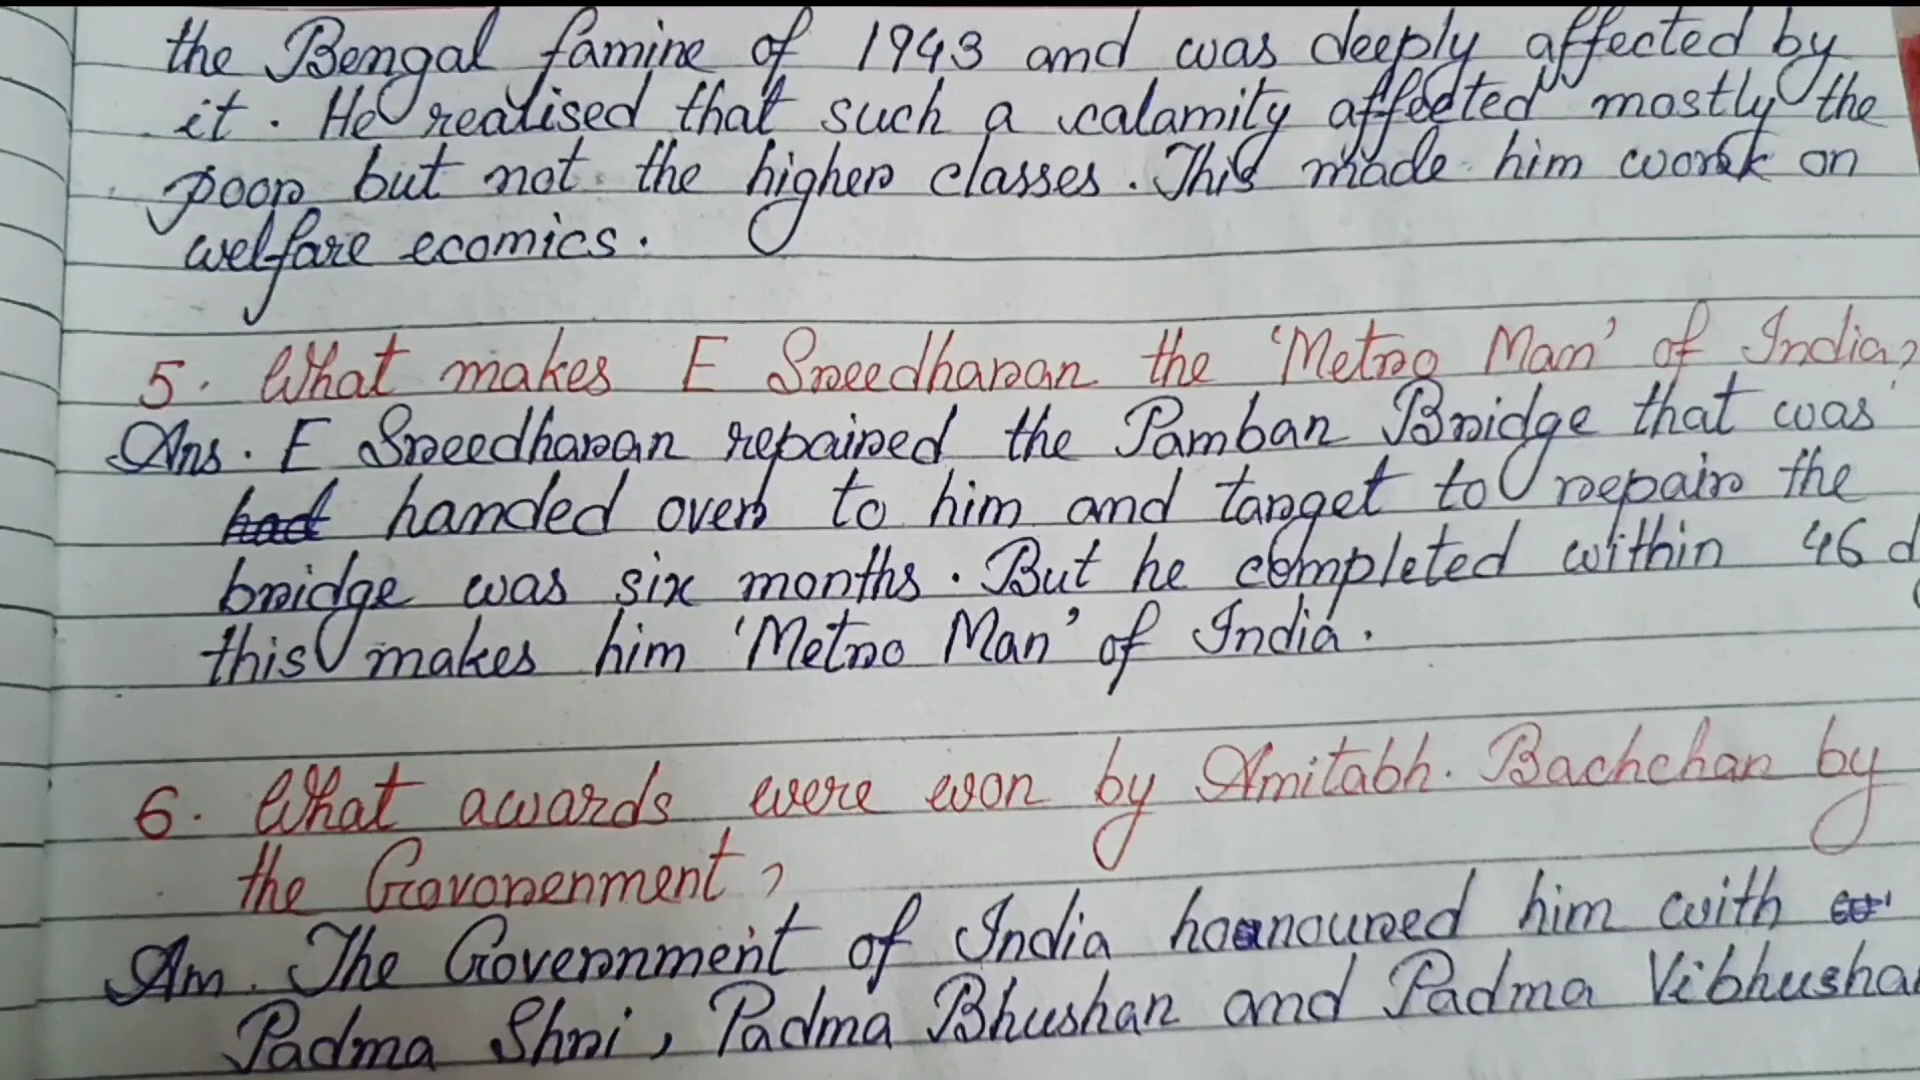 the Bengal famine of 1943 and was deeply affected by
it. He realised that such a calamity affected mostly the
poor but not the higher classes. This made him work on
welfare ecomics.
5. What makes E Sreedharan the 'Metro Man' of India?
Ans. E Sreedharan repaired the Pamban Bridge that was
had handed over to him and target to repair the
bridge was six months. But he completed within 46 d
this makes him 'Metro Man' of India.
6. What awards were won by Amitabh. Bachchan by
the Govorenment?
Am. The Government of India honoured him with
Padma Shri, Padma Bhushan and Padma Vibhusha